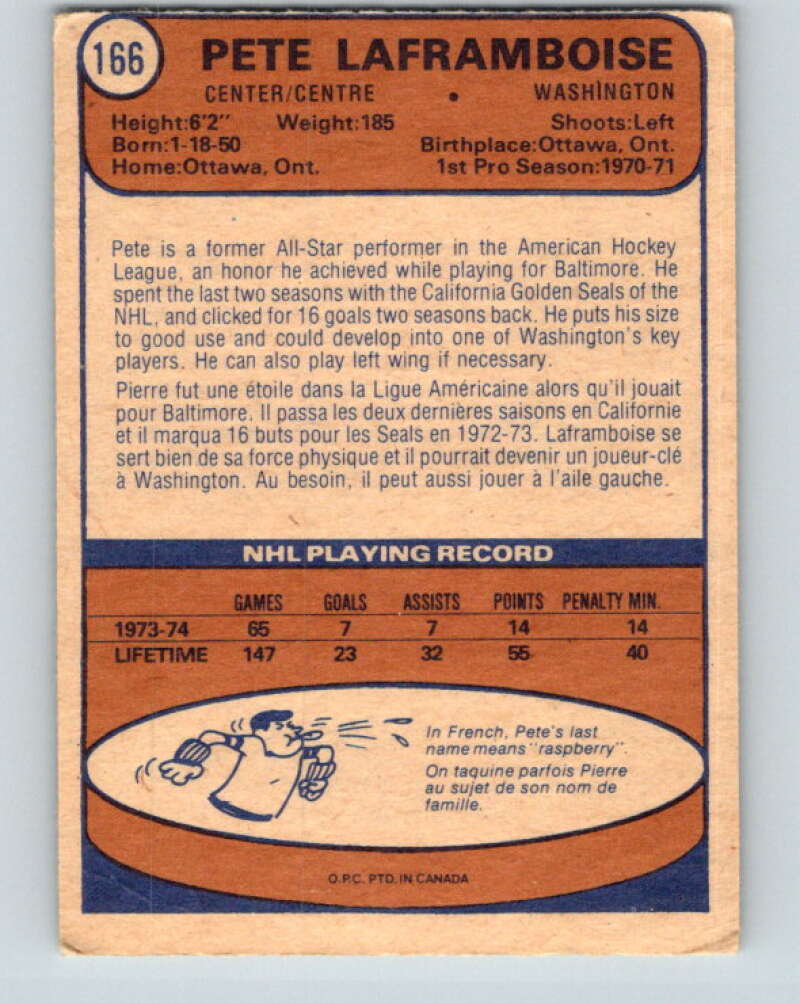 166
PETE LAFRAMBOISE
CENTER/CENTRE • WASHINGTON
Height:6'2" Weight:185 Shoots:Left
Born:1-18-50 Birthplace:Ottawa, Ont.
Home:Ottawa, Ont. 1st Pro Season:1970-71
Pete is a former All-Star performer in the American Hockey
League, an honor he achieved while playing for Baltimore. He
spent the last two seasons with the California Golden Seals of the
NHL, and clicked for 16 goals two seasons back. He puts his size
to good use and could develop into one of Washington's key
players. He can also play left wing if necessary.
Pierre fut une étoile dans la Ligue Américaine alors qu'il jouait
pour Baltimore. Il passa les deux dernières saisons en Californie
et il marqua 16 buts pour les Seals en 1972-73. Laframboise se
sert bien de sa force physique et il pourrait devenir un joueur-clé
à Washington. Au besoin, il peut aussi jouer à l'aile gauche.
NHL PLAYING RECORD
GAMES GOALS ASSISTS POINTS PENALTY MIN.
1973-74 65 7 7 14 14
LIFETIME 147 23 32 55 40
In French, Pete's last
name means "raspberry".
On taquine parfois Pierre
au sujet de son nom de
famille.
O.P.C. PTD. IN CANADA